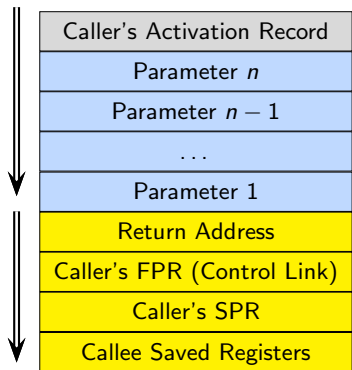 Caller's Activation Record
Parameter n
Parameter n − 1
. . .
Parameter 1
Return Address
Caller's FPR (Control Link)
Caller's SPR
Callee Saved Registers